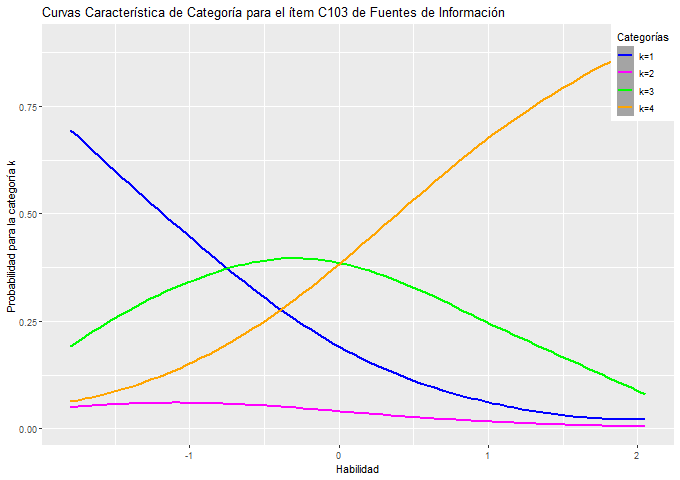 Curvas Característica de Categoría para el ítem C103 de Fuentes de Información
Categorías
k=1
k=2
k=3
k=4
Probabilidad para la categoría k
0.75
0.50
0.25
0.00
-1
0
1
2
Habilidad